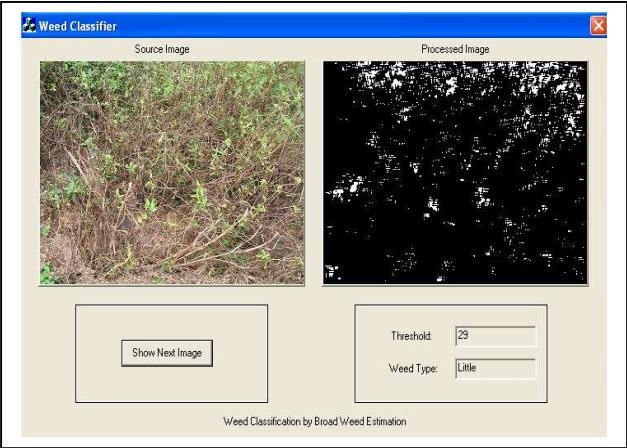 Weed Classifier
Source Image
Processed Image
Show Next Image
Threshold: 29
Weed Type: Little
Weed Classification by Broad Weed Estimation